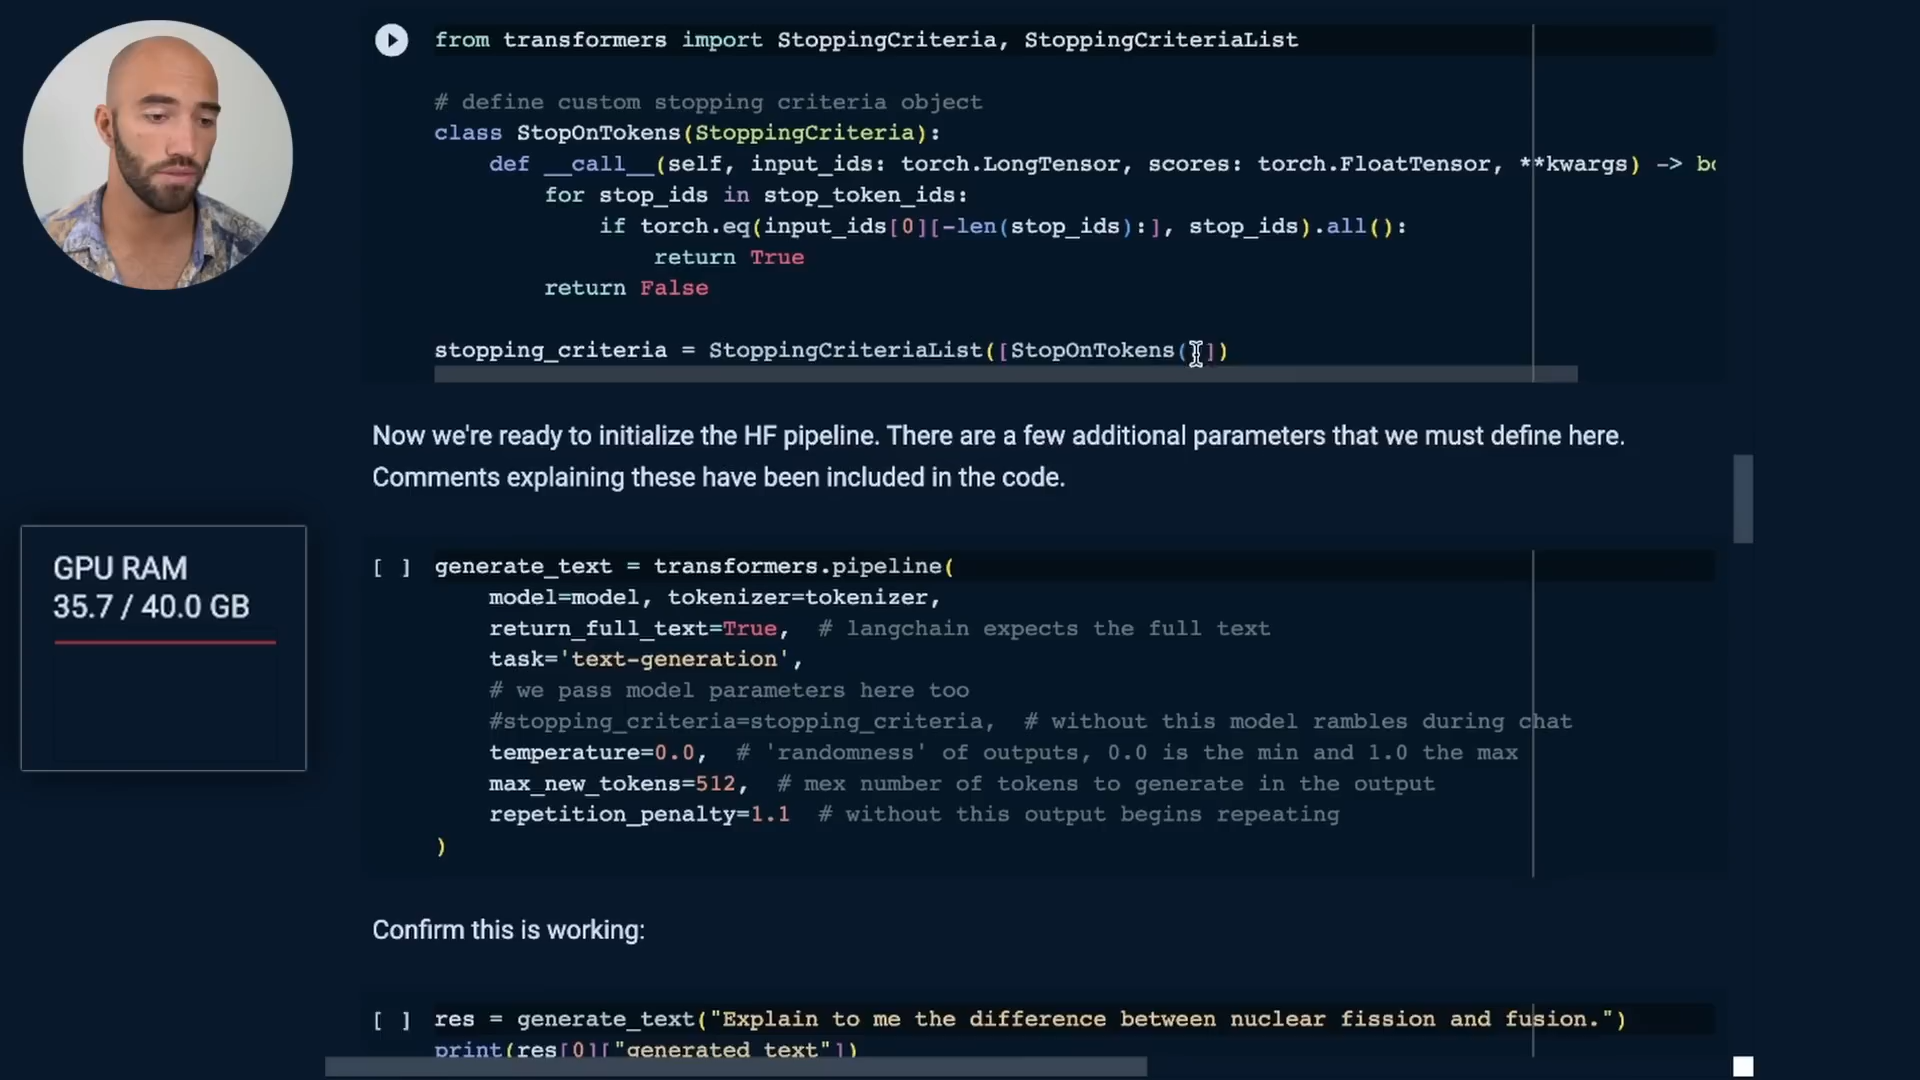 from transformers import StoppingCriteria, StoppingCriteriaList
# define custom stopping criteria object
class StopOnTokens(StoppingCriteria):
def __call__(self, input_ids: torch.LongTensor, scores: torch.FloatTensor, **kwargs) -> bo
for stop_ids in stop_token_ids:
if torch.eq(input_ids[0][-len(stop_ids):], stop_ids).all():
return True
return False
stopping_criteria = StoppingCriteriaList([StopOnTokens()])
Now we're ready to initialize the HF pipeline. There are a few additional parameters that we must define here.
Comments explaining these have been included in the code.
GPU RAM
35.7 / 40.0 GB
[ ] generate_text = transformers.pipeline(
model=model, tokenizer=tokenizer,
return_full_text=True,  # langchain expects the full text
task='text-generation',
# we pass model parameters here too
#stopping_criteria=stopping_criteria,  # without this model rambles during chat
temperature=0.0,  # 'randomness' of outputs, 0.0 is the min and 1.0 the max
max_new_tokens=512,  # mex number of tokens to generate in the output
repetition_penalty=1.1  # without this output begins repeating
)
Confirm this is working:
[ ] res = generate_text("Explain to me the difference between nuclear fission and fusion.")
print(res[0]["generated_text"])